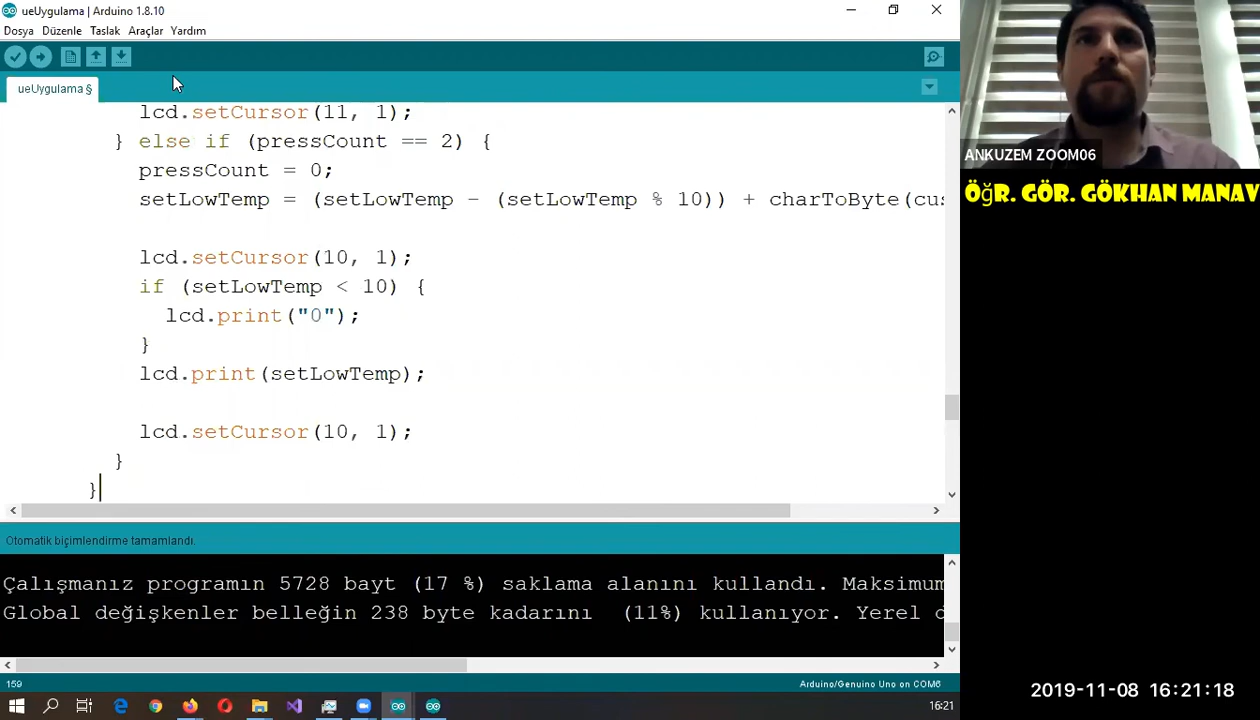 ueUygulama | Arduino 1.8.10
Dosya Düzenle Taslak Araçlar Yardım
ueUygulama §
lcd.setCursor(11, 1);
} else if (pressCount == 2) {
pressCount = 0;
setLowTemp = (setLowTemp - (setLowTemp % 10)) + charToByte(cus
lcd.setCursor(10, 1);
if (setLowTemp < 10) {
lcd.print("0");
}
lcd.print(setLowTemp);
lcd.setCursor(10, 1);
}
}
Otomatik biçimlendirme tamamlandı.
Çalışmanız programın 5728 bayt (17 %) saklama alanını kullandı. Maksimum
Global değişkenler belleğin 238 byte kadarını (11%) kullanıyor. Yerel d
159
Arduino/Genuino Uno on COM6
16:21
ANKUZEM ZOOM06
ÖĞR. GÖR. GÖKHAN MANAV
2019-11-08 16:21:18